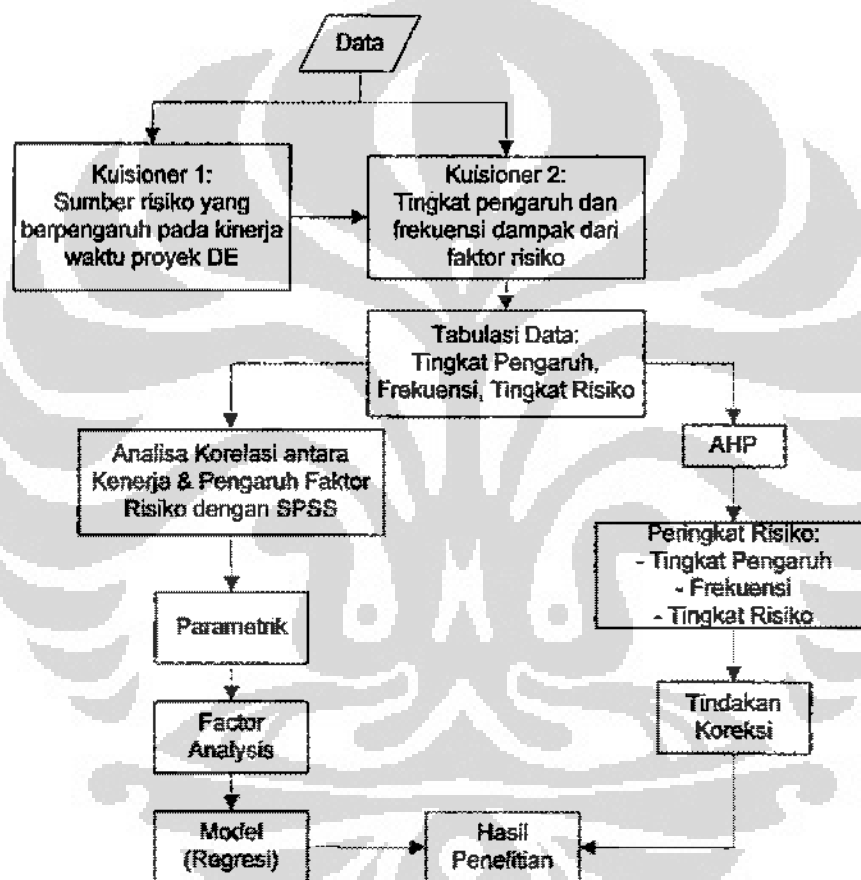 Data
Kuisioner 1:
Sumber risiko yang
berpengaruh pada kinerja
waktu proyek DE
Kuisioner 2:
Tingkat pengaruh dan
frekuensi dampak dari
faktor risiko
Tabulasi Data:
Tingkat Pengaruh,
Frekuensi, Tingkat Risiko
Analisa Korelasi antara
Kenerja & Pengaruh Faktor
Risiko dengan SPSS
AHP
Peringkat Risiko:
- Tingkat Pengaruh
- Frekuensi
- Tingkat Risiko
Parametrik
Factor
Analysis
Tindakan
Koreksi
Model
(Regresi)
Hasil
Penelitian